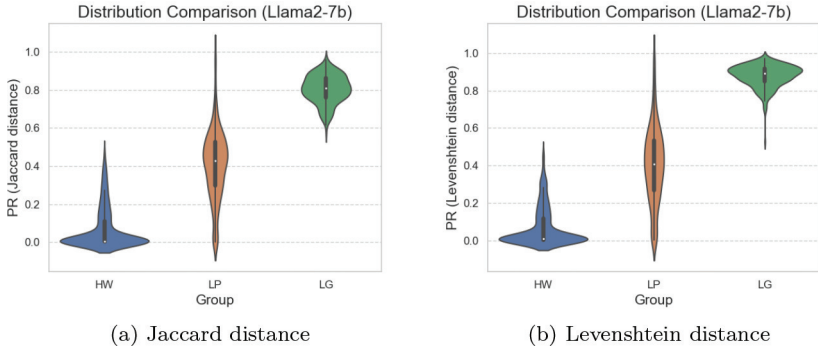 Distribution Comparison (Llama2-7b)
PR (Jaccard distance)
1.0
0.8
0.6
0.4
0.2
0.0
HW LP LG
Group
(a) Jaccard distance
Distribution Comparison (Llama2-7b)
PR (Levenshtein distance)
1.0
0.8
0.6
0.4
0.2
0.0
HW LP LG
Group
(b) Levenshtein distance